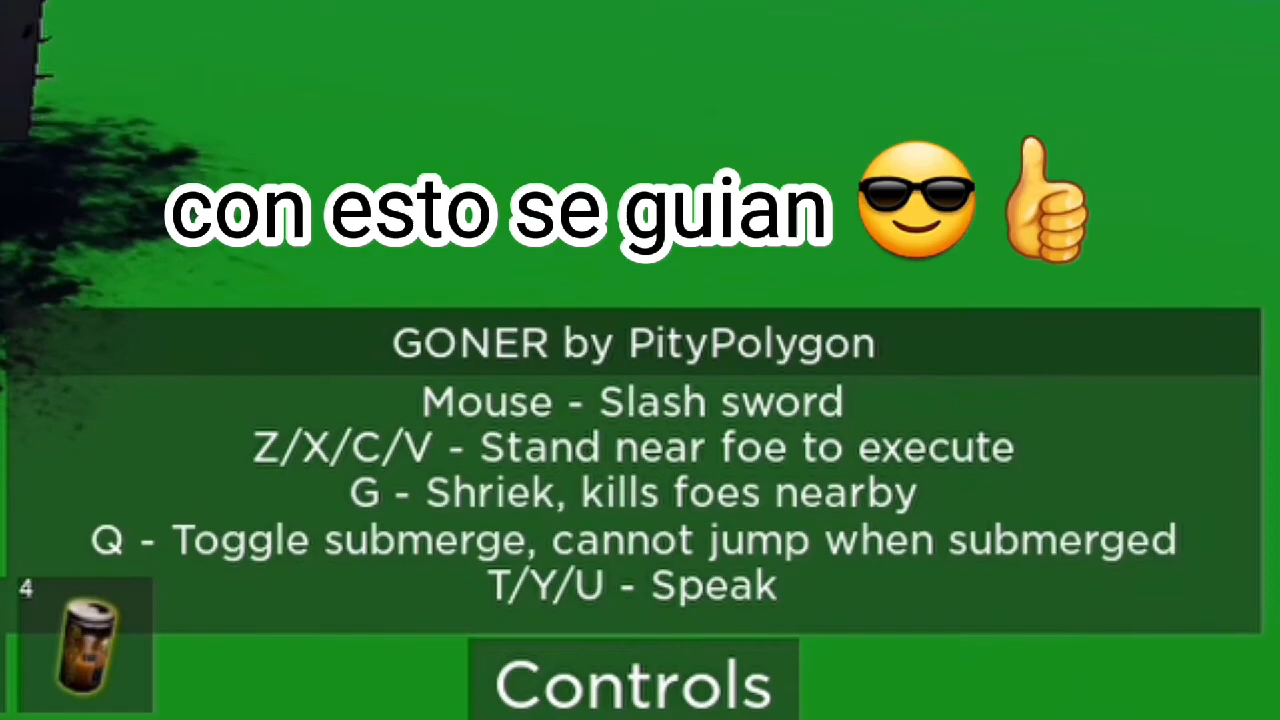 con esto se guian 😎👍
GONER by PityPolygon
Mouse - Slash sword
Z/X/C/V - Stand near foe to execute
G - Shriek, kills foes nearby
Q - Toggle submerge, cannot jump when submerged
T/Y/U - Speak
4
Controls